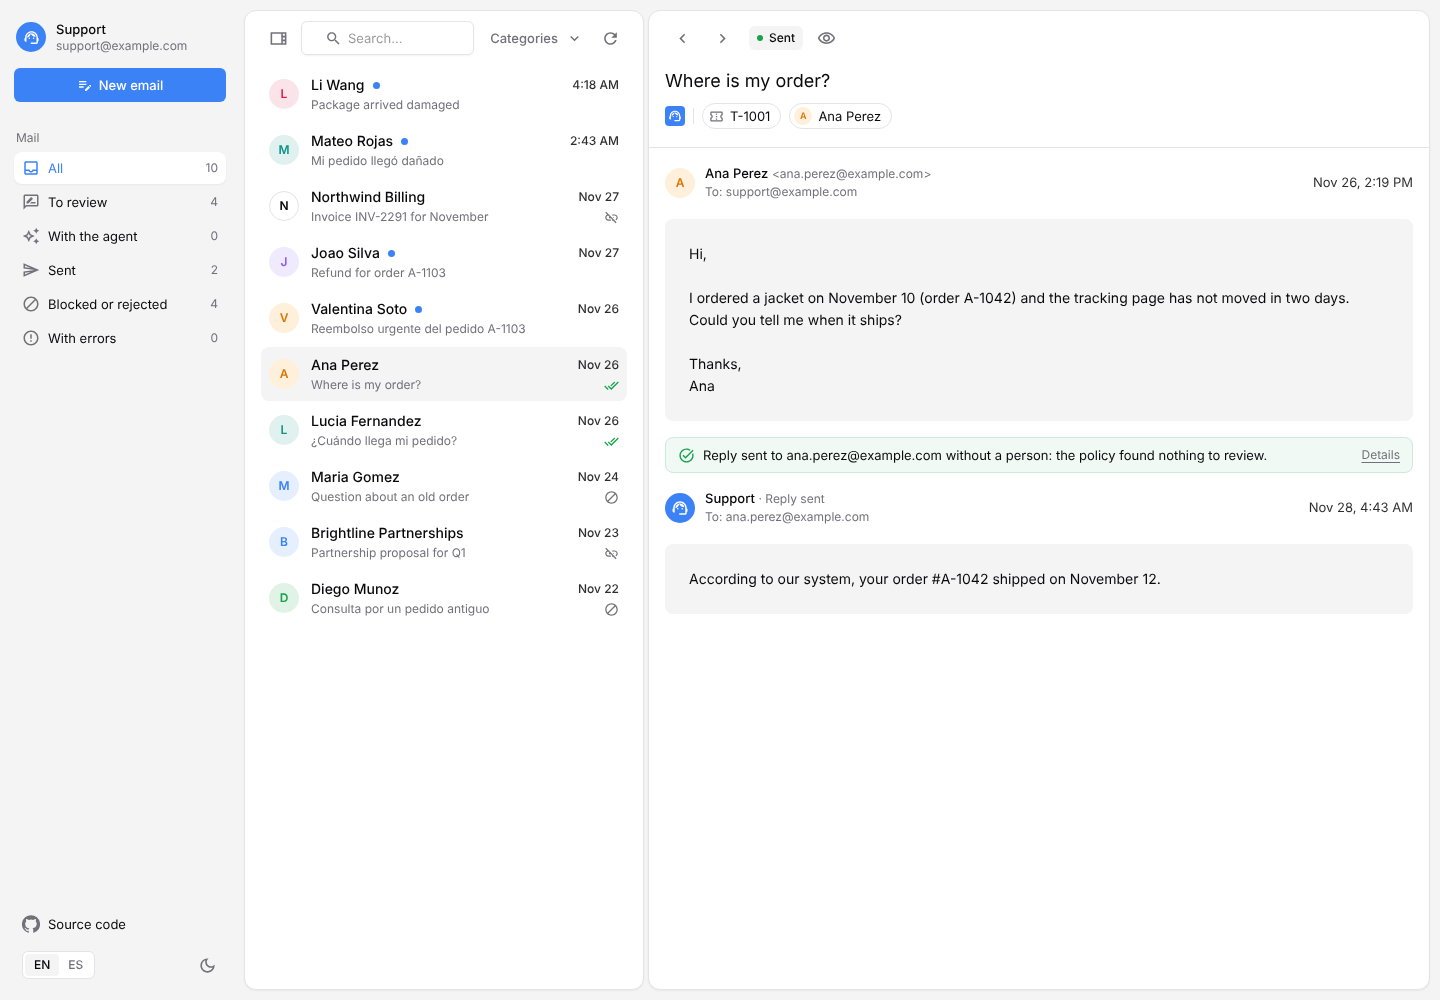 Support
support@example.com
New email
Mail
All 10
To review 4
With the agent 0
Sent 2
Blocked or rejected 4
With errors 0
Source code
EN ES
Search...
Categories
L Li Wang 4:18 AM
Package arrived damaged
M Mateo Rojas 2:43 AM
Mi pedido llegó dañado
N Northwind Billing Nov 27
Invoice INV-2291 for November
J Joao Silva Nov 27
Refund for order A-1103
V Valentina Soto Nov 26
Reembolso urgente del pedido A-1103
A Ana Perez Nov 26
Where is my order?
L Lucia Fernandez Nov 26
¿Cuándo llega mi pedido?
M Maria Gomez Nov 24
Question about an old order
B Brightline Partnerships Nov 23
Partnership proposal for Q1
D Diego Munoz Nov 22
Consulta por un pedido antiguo
Sent
Where is my order?
T-1001 A Ana Perez
A Ana Perez <ana.perez@example.com> Nov 26, 2:19 PM
To: support@example.com
Hi,
I ordered a jacket on November 10 (order A-1042) and the tracking page has not moved in two days.
Could you tell me when it ships?
Thanks,
Ana
Reply sent to ana.perez@example.com without a person: the policy found nothing to review. Details
Support · Reply sent Nov 28, 4:43 AM
To: ana.perez@example.com
According to our system, your order #A-1042 shipped on November 12.